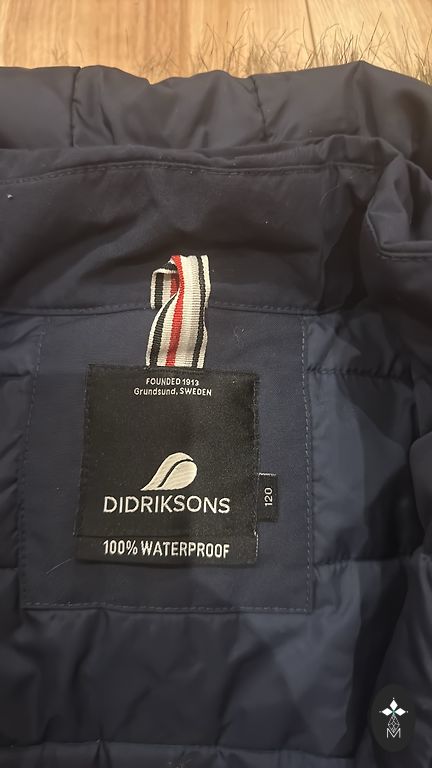 FOUNDED 1913
Grundsund, SWEDEN
DIDRIKSONS
120
100% WATERPROOF
M